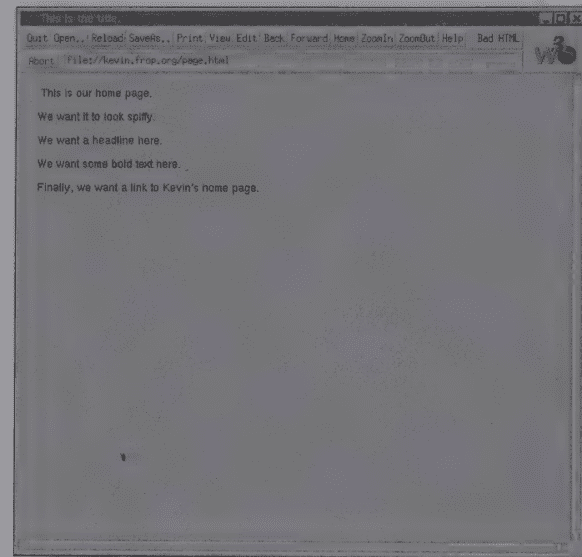 This is the title.
Quit Open.. Reload SaveAs.. Print View Edit Back Forward Home ZoomIn ZoomOut Help Bad HTML
Abort file://kevin.frop.org/page.html
This is our home page.
We want it to look spiffy.
We want a headline here.
We want some bold text here.
Finally, we want a link to Kevin's home page.